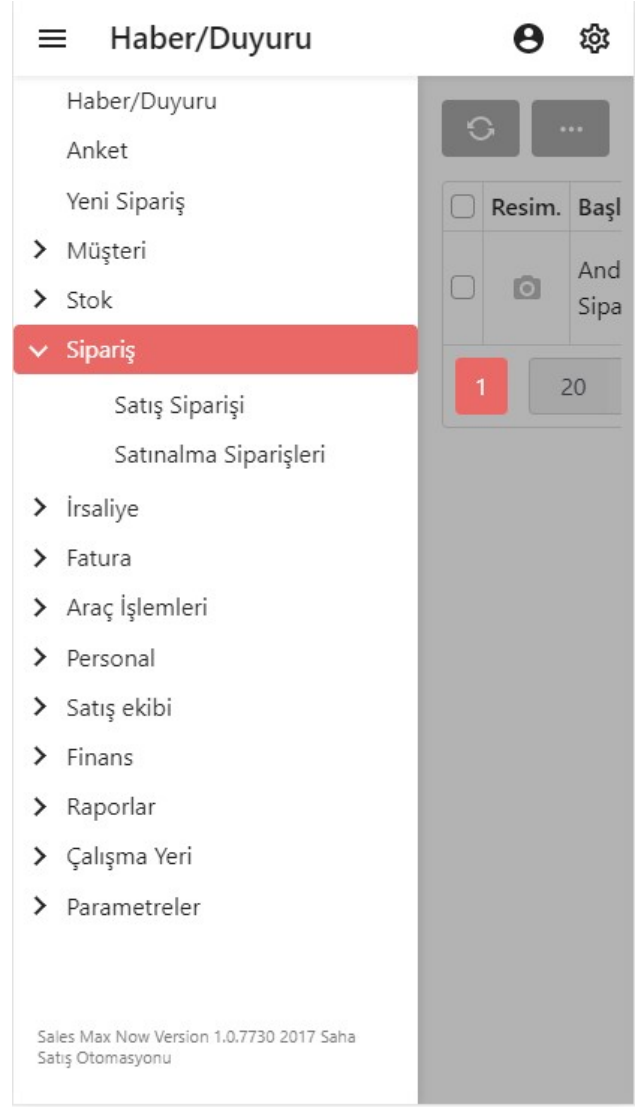 Haber/Duyuru
Haber/Duyuru
Anket
Yeni Sipariş
Müşteri
Stok
Sipariş
Satış Siparişi
Satınalma Siparişleri
İrsaliye
Fatura
Araç İşlemleri
Personal
Satış ekibi
Finans
Raporlar
Çalışma Yeri
Parametreler
Sales Max Now Version 1.0.7730 2017 Saha
Satış Otomasyonu
Resim. Başl
And
Sipa
1 20